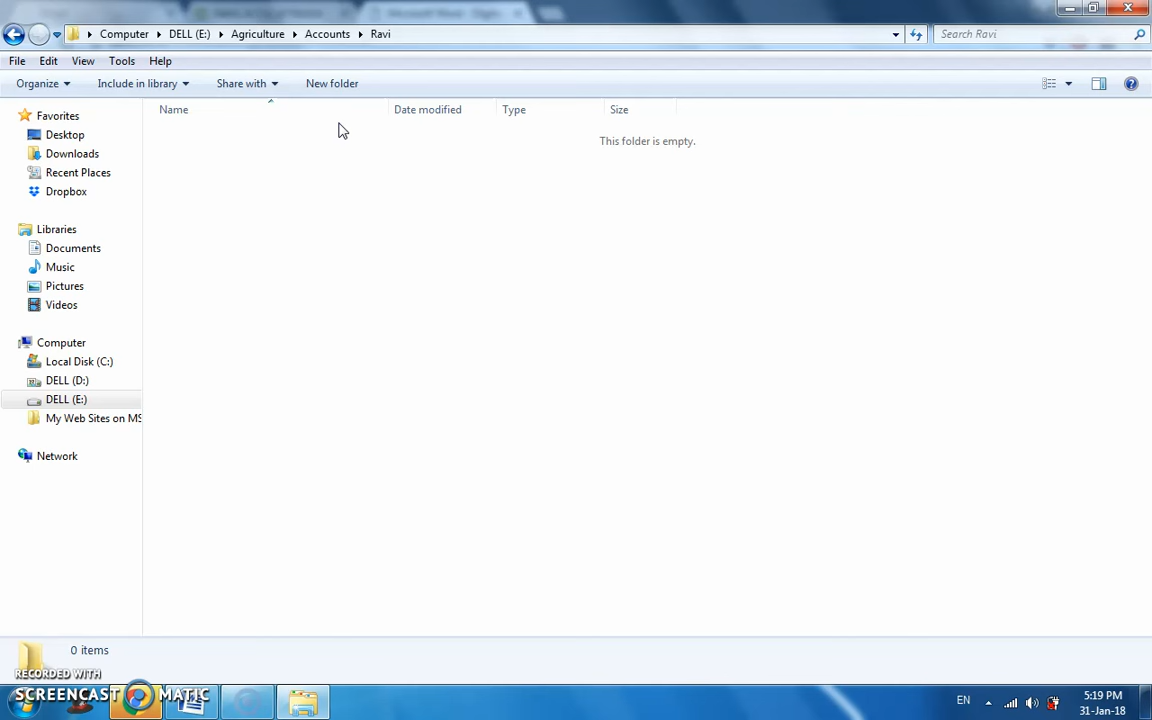 Computer DELL (E:) Agriculture Accounts Ravi
Search Ravi
File Edit View Tools Help
Organize Include in library Share with New folder
Name Date modified Type Size
This folder is empty.
Favorites
Desktop
Downloads
Recent Places
Dropbox
Libraries
Documents
Music
Pictures
Videos
Computer
Local Disk (C:)
DELL (D:)
DELL (E:)
My Web Sites on MS
Network
0 items
RECORDED WITH
SCREENCAST MATIC
EN
5:19 PM
31-Jan-18